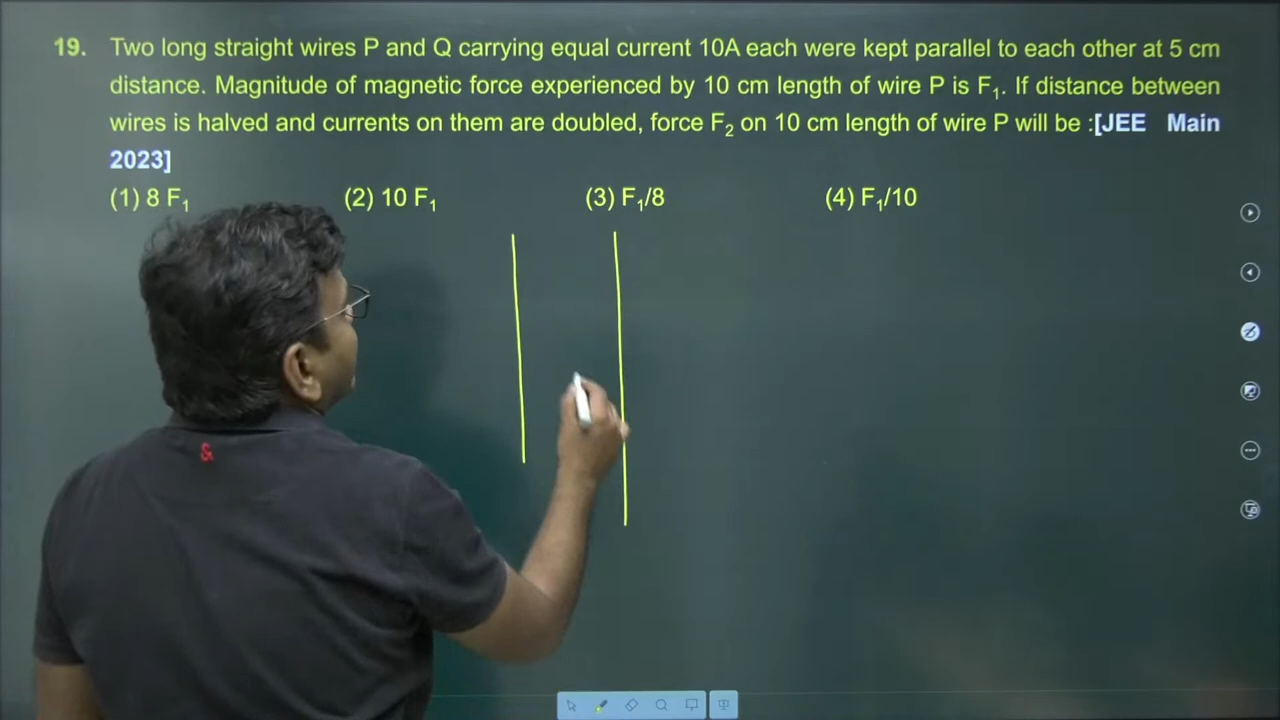 19. Two long straight wires P and Q carrying equal current 10A each were kept parallel to each other at 5 cm
distance. Magnitude of magnetic force experienced by 10 cm length of wire P is F₁. If distance between
wires is halved and currents on them are doubled, force F₂ on 10 cm length of wire P will be :[JEE Main
2023]
(1) 8 F₁ (2) 10 F₁ (3) F₁/8 (4) F₁/10